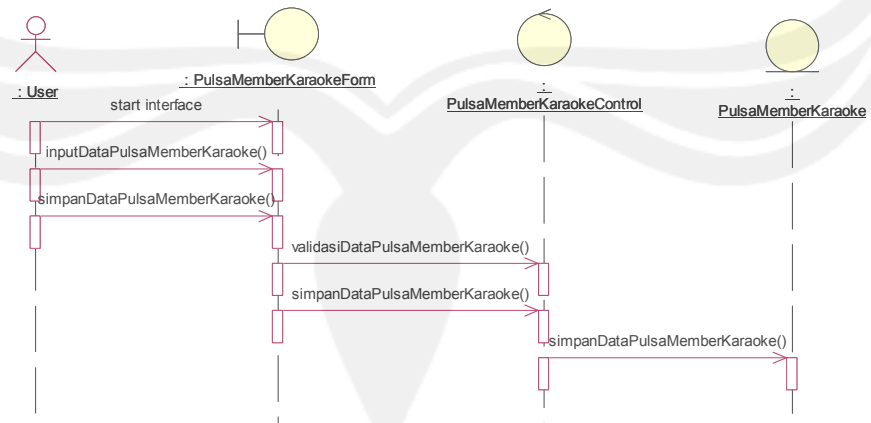 : User
: PulsaMemberKaraokeForm
:
PulsaMemberKaraokeControl
:
PulsaMemberKaraoke
start interface
inputDataPulsaMemberKaraoke()
simpanDataPulsaMemberKaraoke()
validasiDataPulsaMemberKaraoke()
simpanDataPulsaMemberKaraoke()
simpanDataPulsaMemberKaraoke()